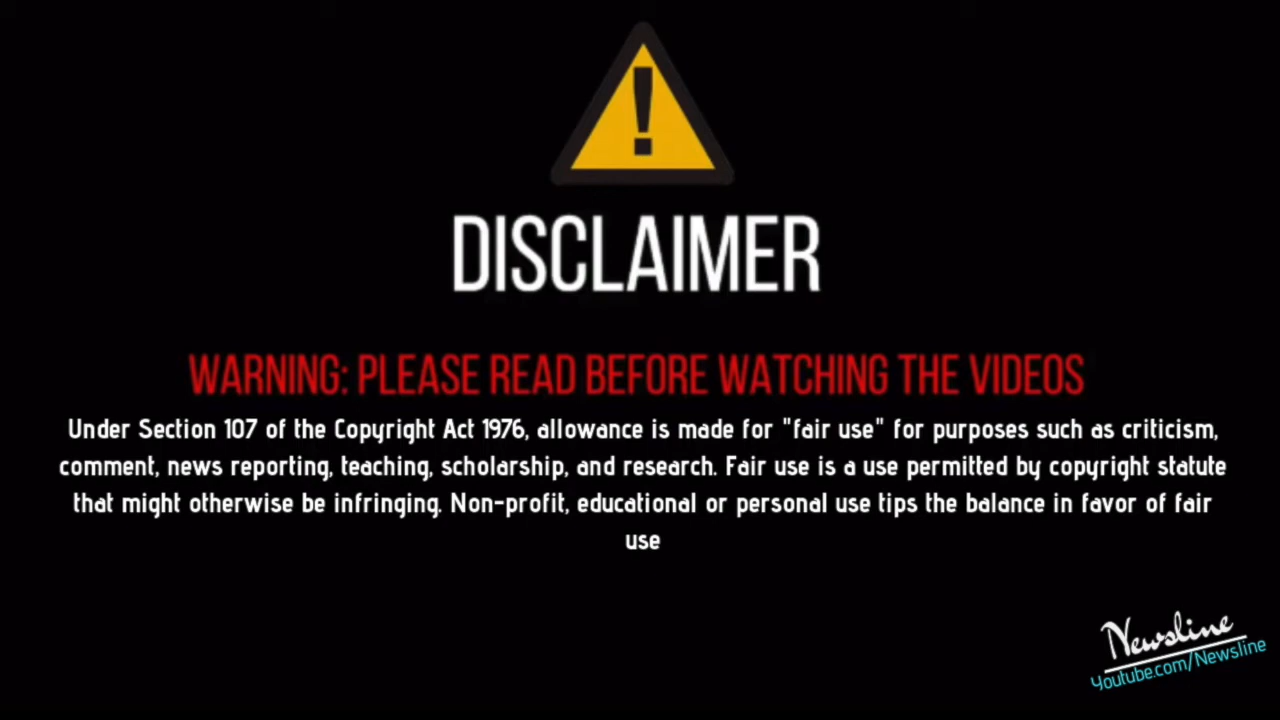 !
DISCLAIMER
WARNING: PLEASE READ BEFORE WATCHING THE VIDEOS
Under Section 107 of the Copyright Act 1976, allowance is made for "fair use" for purposes such as criticism,
comment, news reporting, teaching, scholarship, and research. Fair use is a use permitted by copyright statute
that might otherwise be infringing. Non-profit, educational or personal use tips the balance in favor of fair
use
Newsline
Youtube.com/Newsline